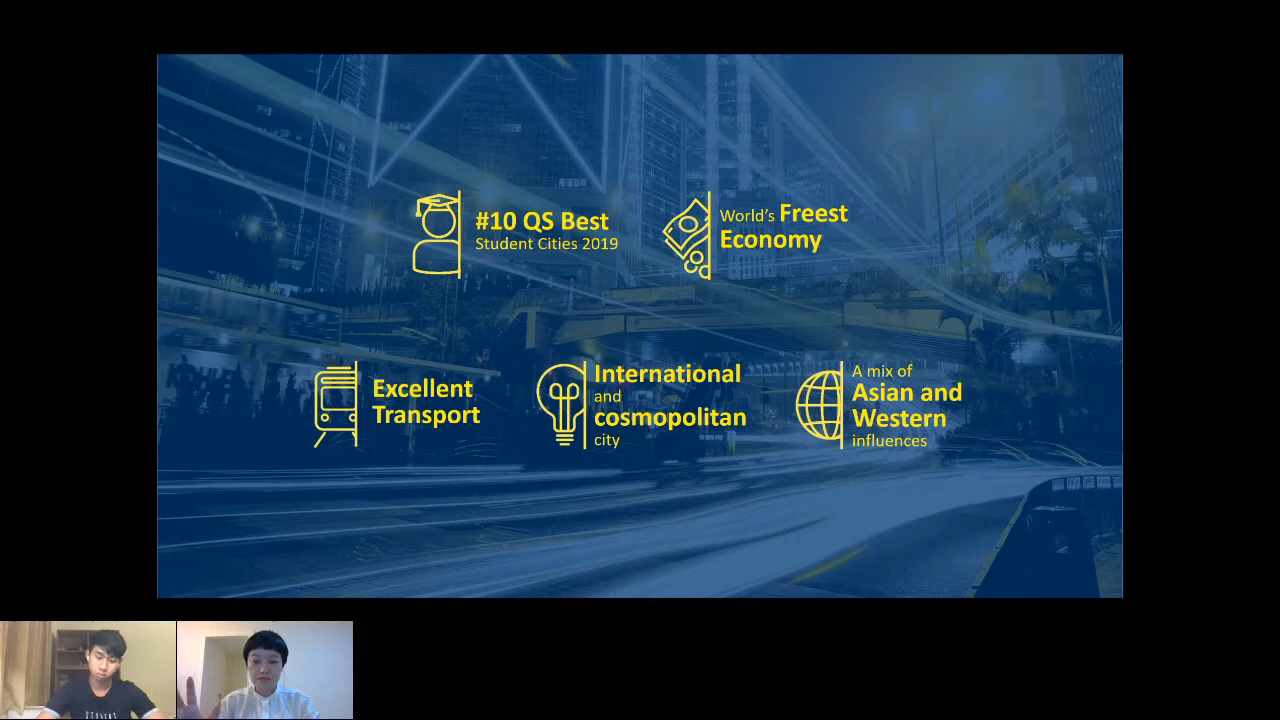 #10 QS Best
Student Cities 2019
World's Freest
Economy
Excellent
Transport
International
and
cosmopolitan
city
A mix of
Asian and
Western
influences